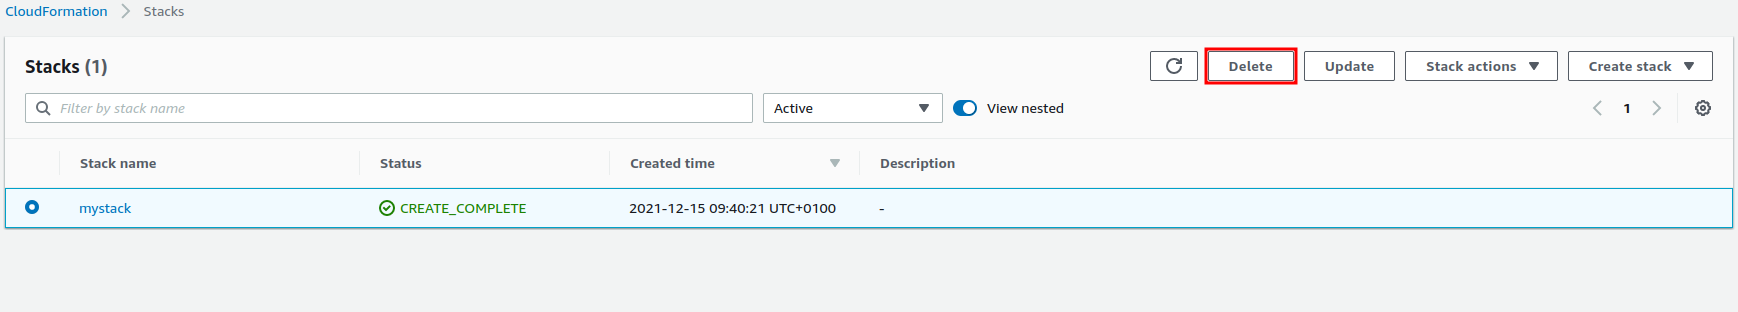 CloudFormation Stacks
Stacks (1) Delete Update Stack actions Create stack
Filter by stack name Active View nested 1
Stack name Status Created time Description
mystack CREATE_COMPLETE 2021-12-15 09:40:21 UTC+0100 -